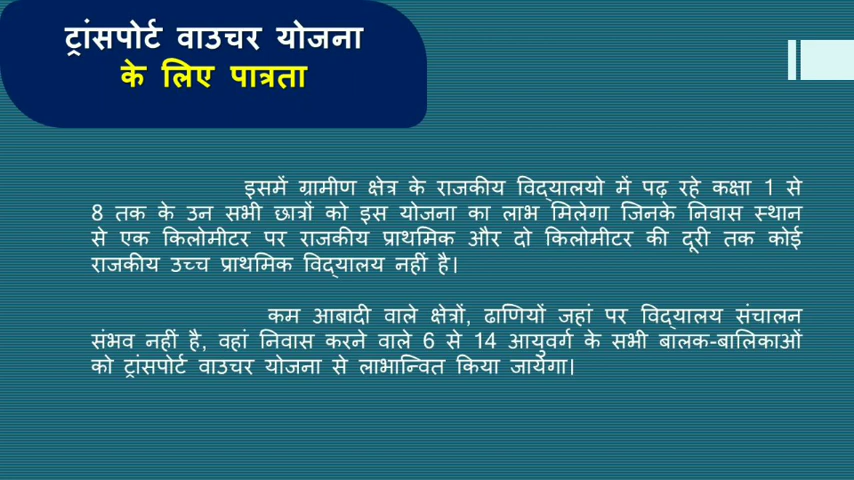 ट्रांसपोर्ट वाउचर योजना
के लिए पात्रता
इसमें ग्रामीण क्षेत्र के राजकीय विद्यालयो में पढ़ रहे कक्षा 1 से
8 तक के उन सभी छात्रों को इस योजना का लाभ मिलेगा जिनके निवास स्थान
से एक किलोमीटर पर राजकीय प्राथमिक और दो किलोमीटर की दूरी तक कोई
राजकीय उच्च प्राथमिक विद्यालय नहीं है।
कम आबादी वाले क्षेत्रों, ढाणियों जहां पर विद्यालय संचालन
संभव नहीं है, वहां निवास करने वाले 6 से 14 आयुवर्ग के सभी बालक-बालिकाओं
को ट्रांसपोर्ट वाउचर योजना से लाभान्वित किया जायेगा।